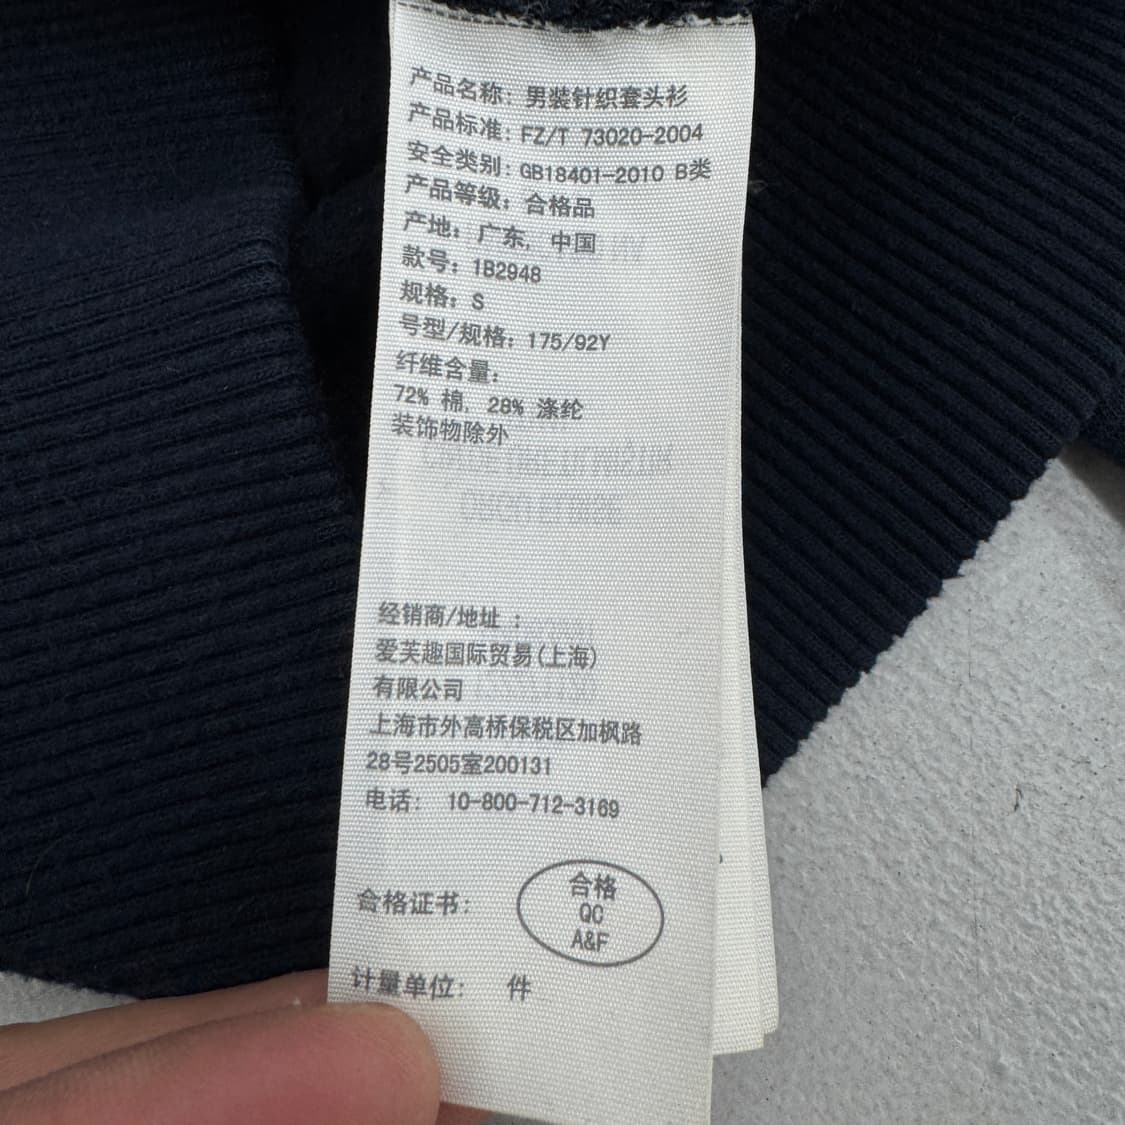 产品名称: 男装针织套头衫
产品标准: FZ/T 73020-2004
安全类别: GB18401-2010 B类
产品等级: 合格品
产地: 广东, 中国
款号: 1B2948
规格: S
号型/规格: 175/92Y
纤维含量:
72% 棉, 28% 涤纶
装饰物除外
经销商/地址 :
爱芙趣国际贸易(上海)
有限公司
上海市外高桥保税区加枫路
28号2505室200131
电话: 10-800-712-3169
合格证书:
合格
QC
A&F
计量单位: 件